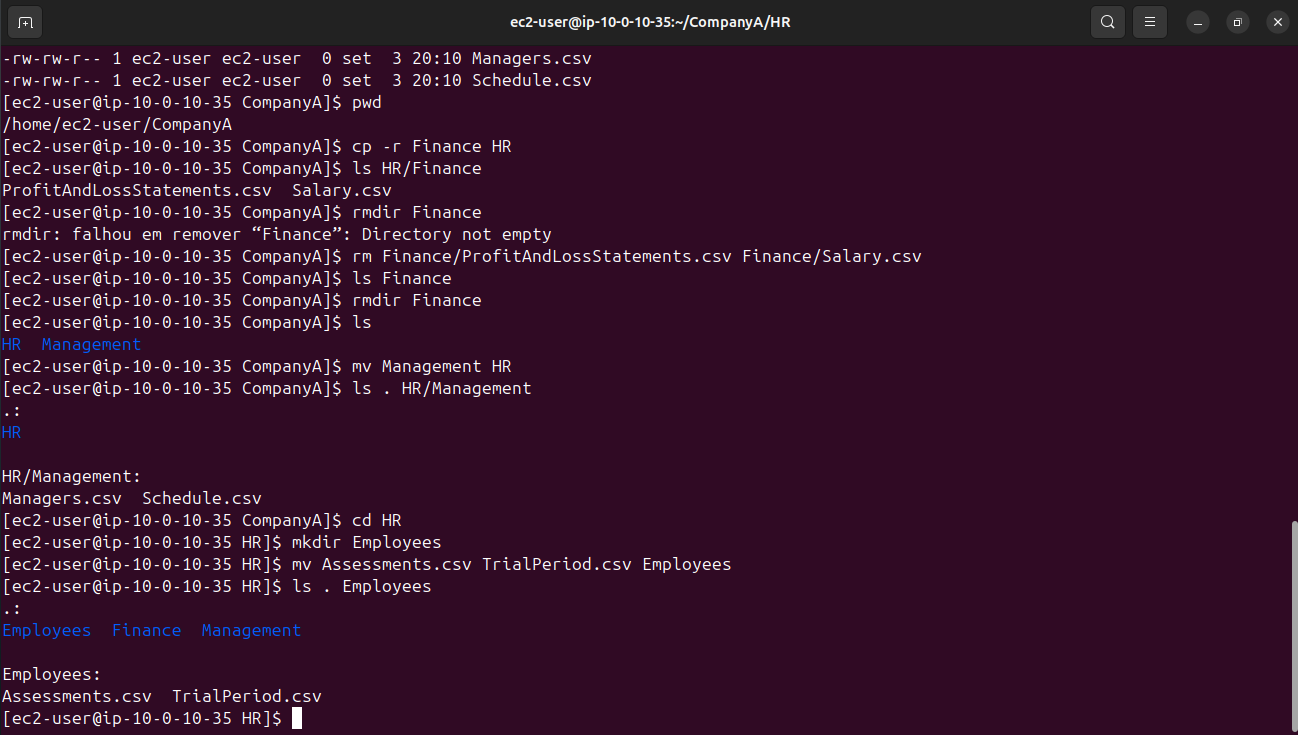 ec2-user@ip-10-0-10-35:~/CompanyA/HR
-rw-rw-r-- 1 ec2-user ec2-user  0 set  3 20:10 Managers.csv
-rw-rw-r-- 1 ec2-user ec2-user  0 set  3 20:10 Schedule.csv
[ec2-user@ip-10-0-10-35 CompanyA]$ pwd
/home/ec2-user/CompanyA
[ec2-user@ip-10-0-10-35 CompanyA]$ cp -r Finance HR
[ec2-user@ip-10-0-10-35 CompanyA]$ ls HR/Finance
ProfitAndLossStatements.csv  Salary.csv
[ec2-user@ip-10-0-10-35 CompanyA]$ rmdir Finance
rmdir: falhou em remover “Finance”: Directory not empty
[ec2-user@ip-10-0-10-35 CompanyA]$ rm Finance/ProfitAndLossStatements.csv Finance/Salary.csv
[ec2-user@ip-10-0-10-35 CompanyA]$ ls Finance
[ec2-user@ip-10-0-10-35 CompanyA]$ rmdir Finance
[ec2-user@ip-10-0-10-35 CompanyA]$ ls
HR  Management
[ec2-user@ip-10-0-10-35 CompanyA]$ mv Management HR
[ec2-user@ip-10-0-10-35 CompanyA]$ ls . HR/Management
.:
HR
HR/Management:
Managers.csv  Schedule.csv
[ec2-user@ip-10-0-10-35 CompanyA]$ cd HR
[ec2-user@ip-10-0-10-35 HR]$ mkdir Employees
[ec2-user@ip-10-0-10-35 HR]$ mv Assessments.csv TrialPeriod.csv Employees
[ec2-user@ip-10-0-10-35 HR]$ ls . Employees
.:
Employees  Finance  Management
Employees:
Assessments.csv  TrialPeriod.csv
[ec2-user@ip-10-0-10-35 HR]$